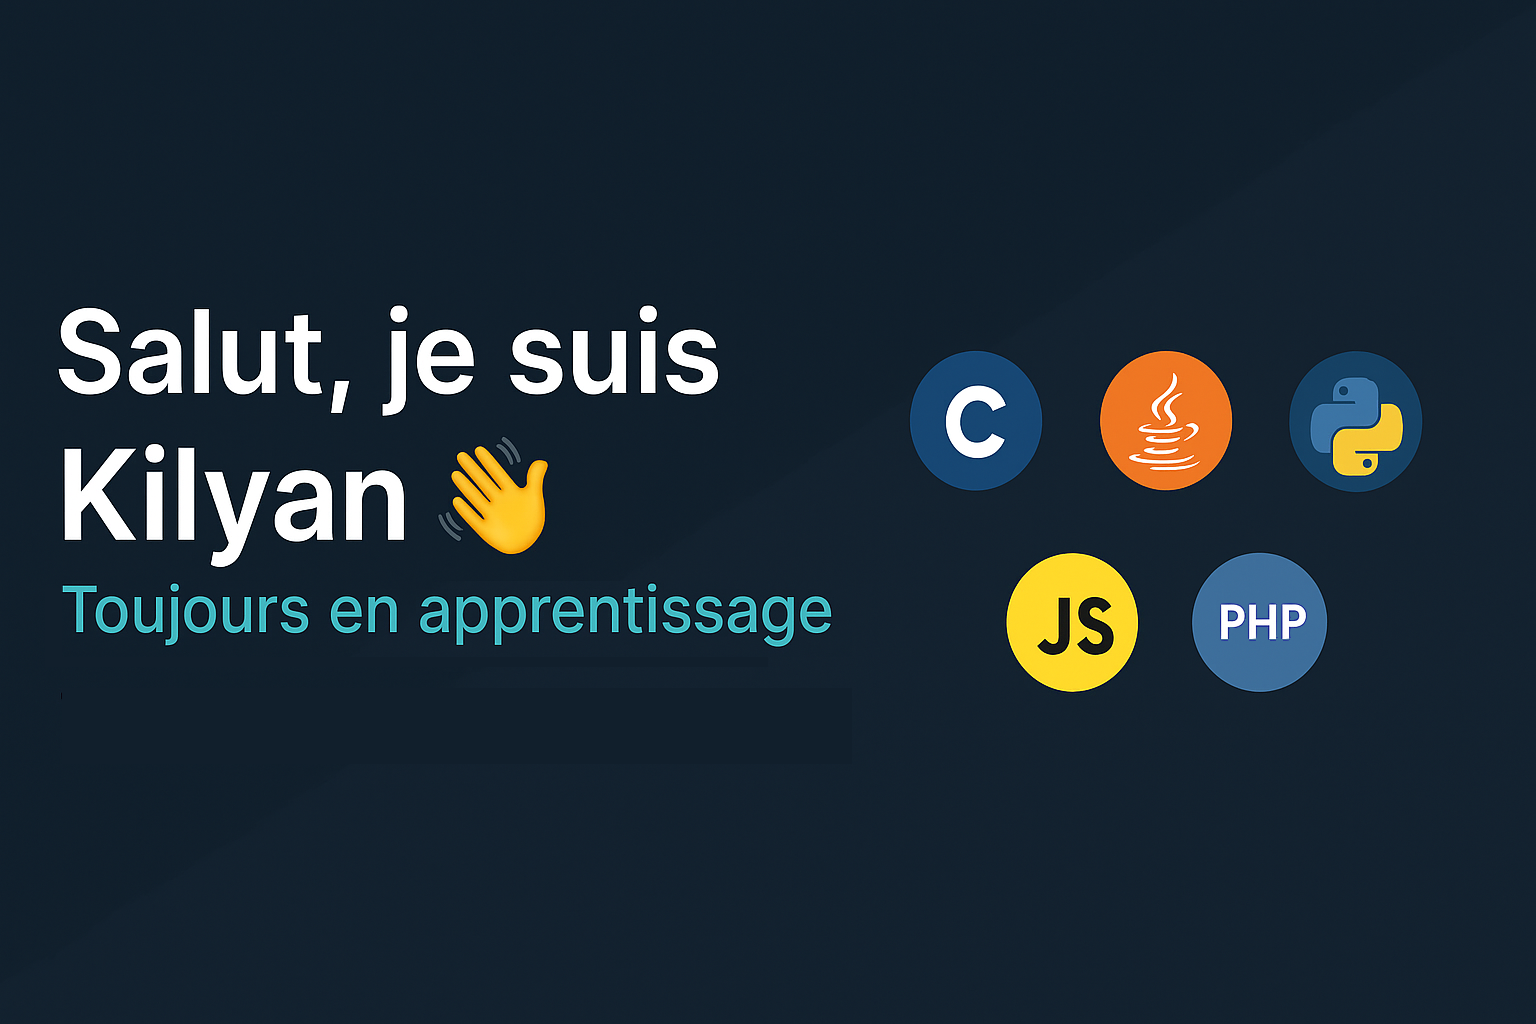 Salut, je suis
Kilyan 👋
Toujours en apprentissage
C
JS
PHP